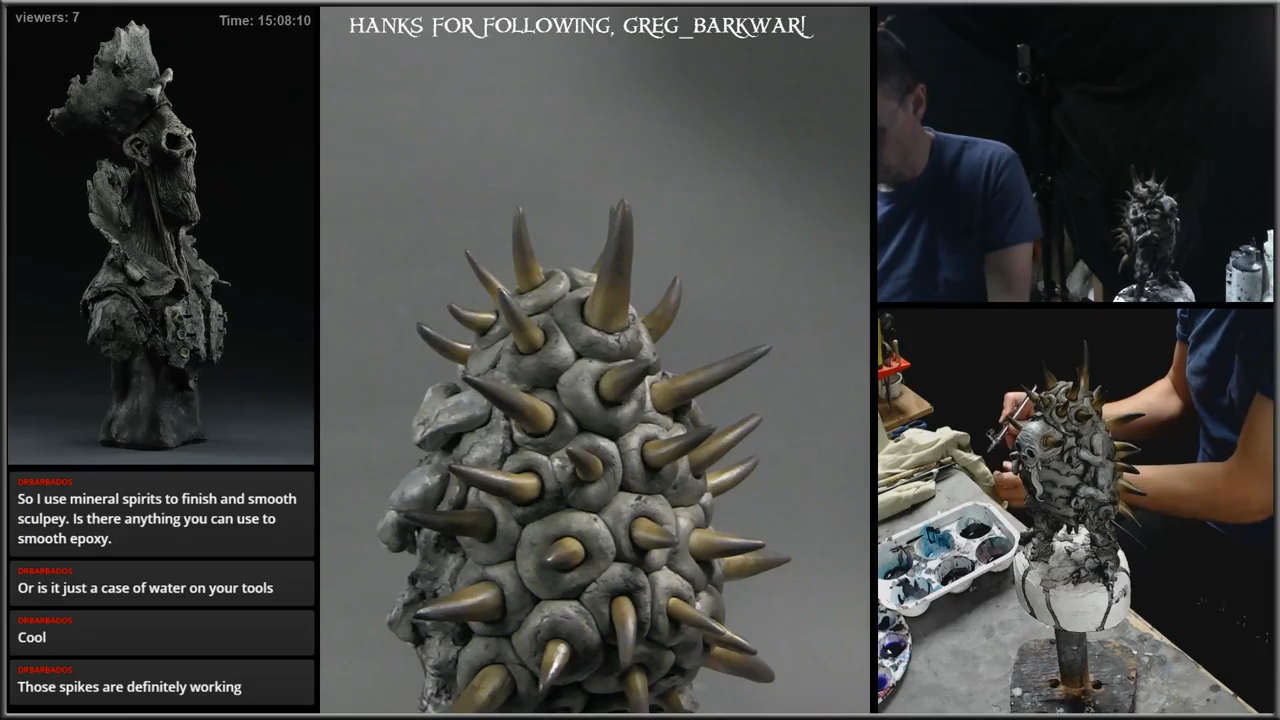 viewers: 7
Time: 15:08:10
HANKS FOR FOLLOWING, GREG_BARKWAR
DRBARBADOS
So I use mineral spirits to finish and smooth
sculpey. Is there anything you can use to
smooth epoxy.
DRBARBADOS
Or is it just a case of water on your tools
DRBARBADOS
Cool
DRBARBADOS
Those spikes are definitely working